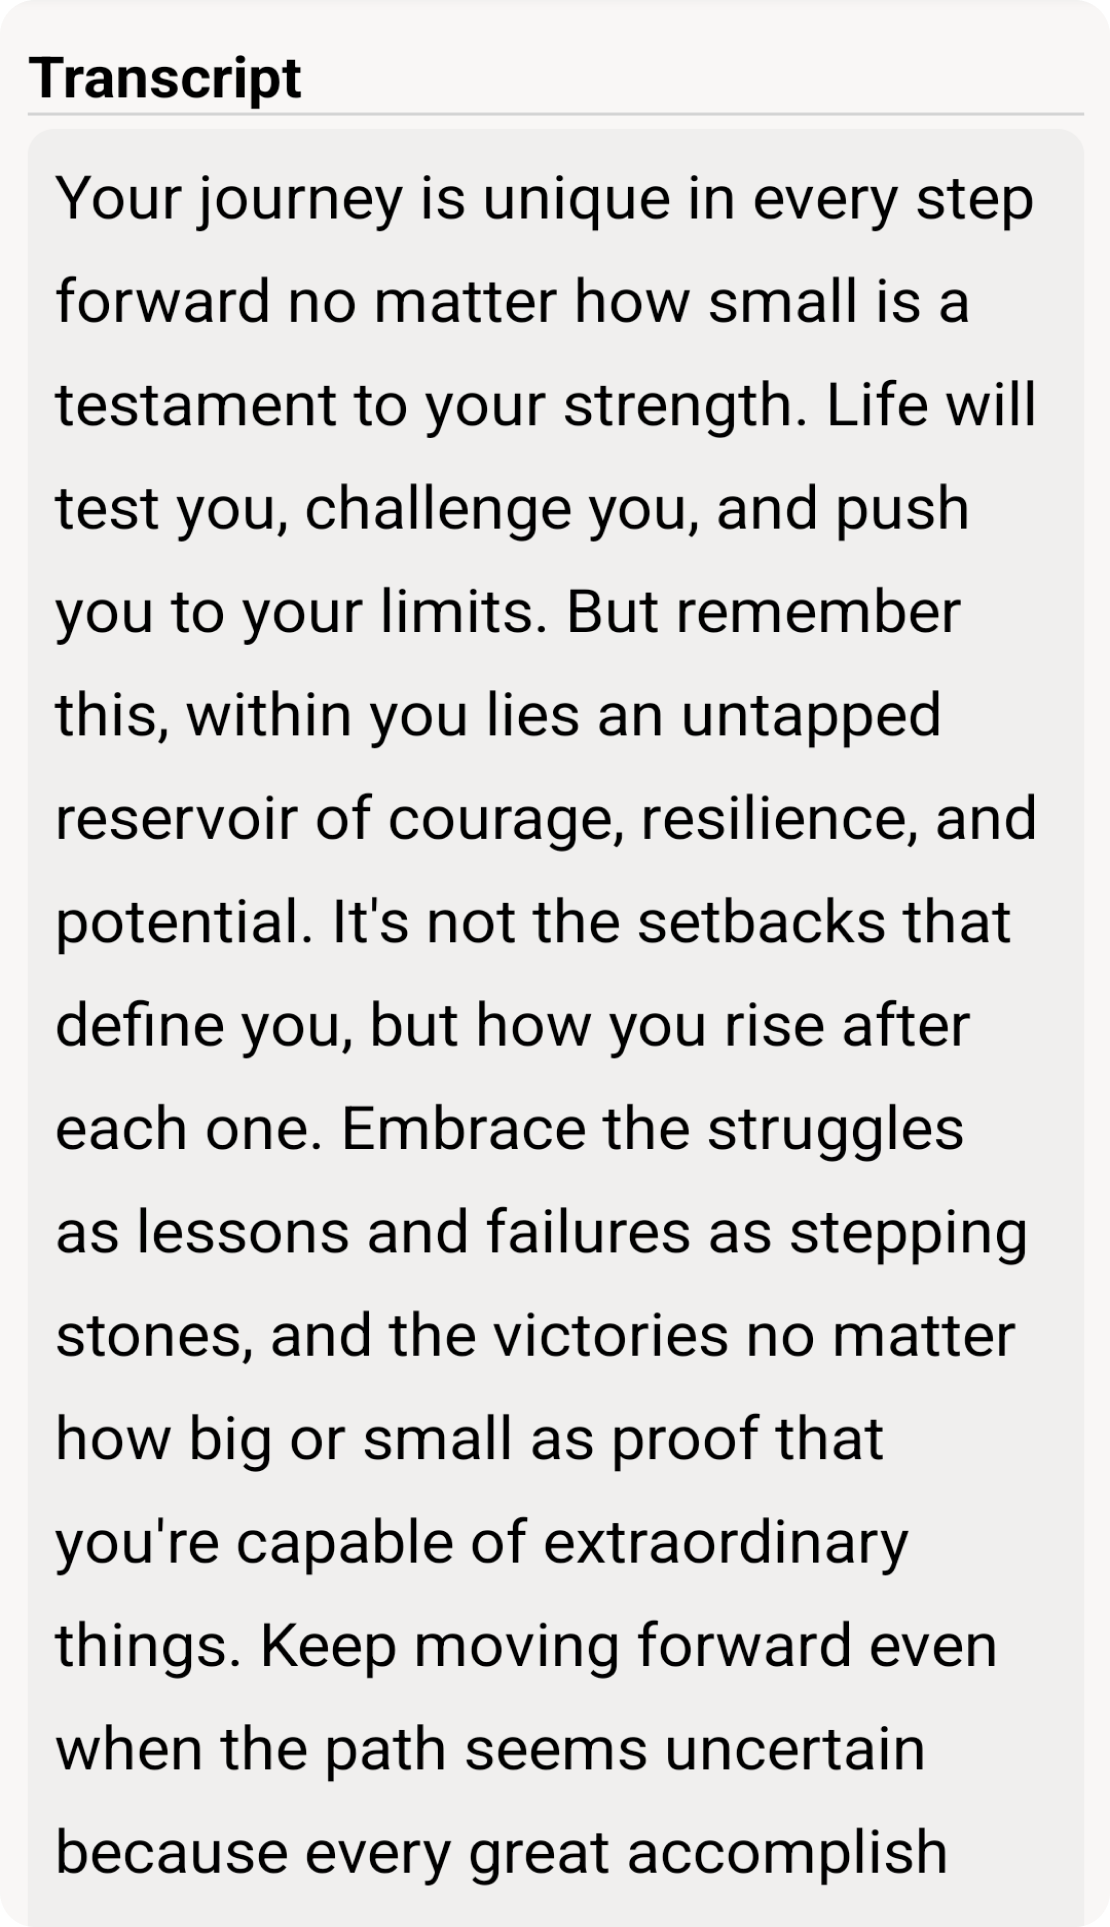 Transcript
Your journey is unique in every step
forward no matter how small is a
testament to your strength. Life will
test you, challenge you, and push
you to your limits. But remember
this, within you lies an untapped
reservoir of courage, resilience, and
potential. It's not the setbacks that
define you, but how you rise after
each one. Embrace the struggles
as lessons and failures as stepping
stones, and the victories no matter
how big or small as proof that
you're capable of extraordinary
things. Keep moving forward even
when the path seems uncertain
because every great accomplish